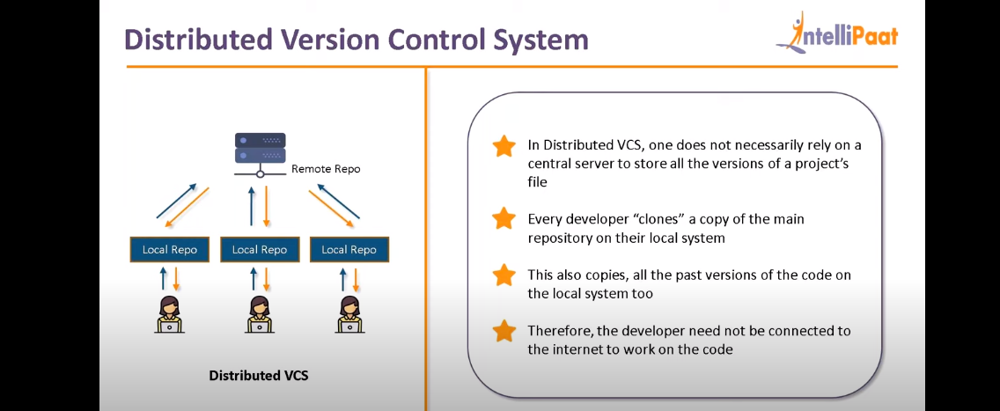 Distributed Version Control System
IntelliPaat
Remote Repo
Local Repo
Local Repo
Local Repo
Distributed VCS
In Distributed VCS, one does not necessarily rely on a
central server to store all the versions of a project's
file
Every developer “clones” a copy of the main
repository on their local system
This also copies, all the past versions of the code on
the local system too
Therefore, the developer need not be connected to
the internet to work on the code